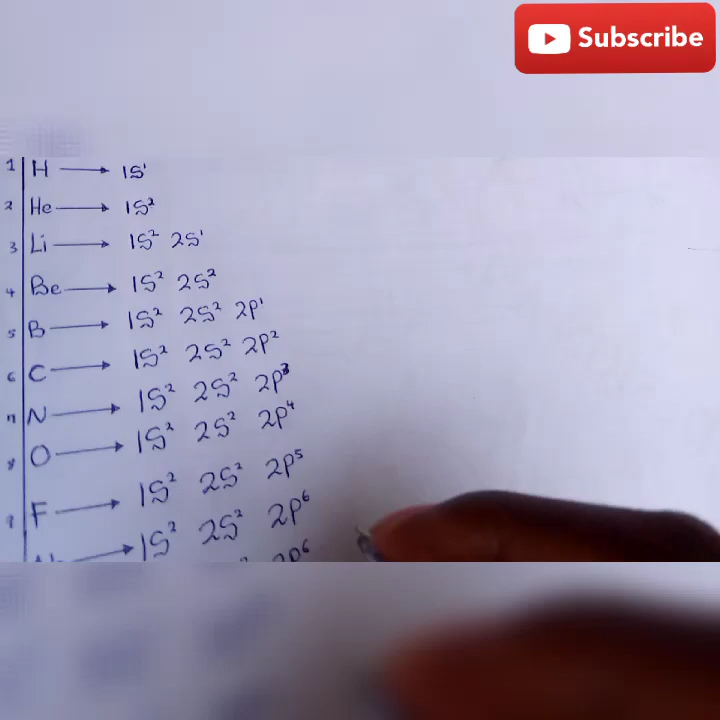 Subscribe
1 H → 1S¹
2 He → 1S²
3 Li → 1S² 2S¹
4 Be → 1S² 2S²
5 B → 1S² 2S² 2P¹
6 C → 1S² 2S² 2P²
7 N → 1S² 2S² 2P³
8 O → 1S² 2S² 2P⁴
9 F → 1S² 2S² 2P⁵
→ 1S² 2S² 2P⁶
2P⁶